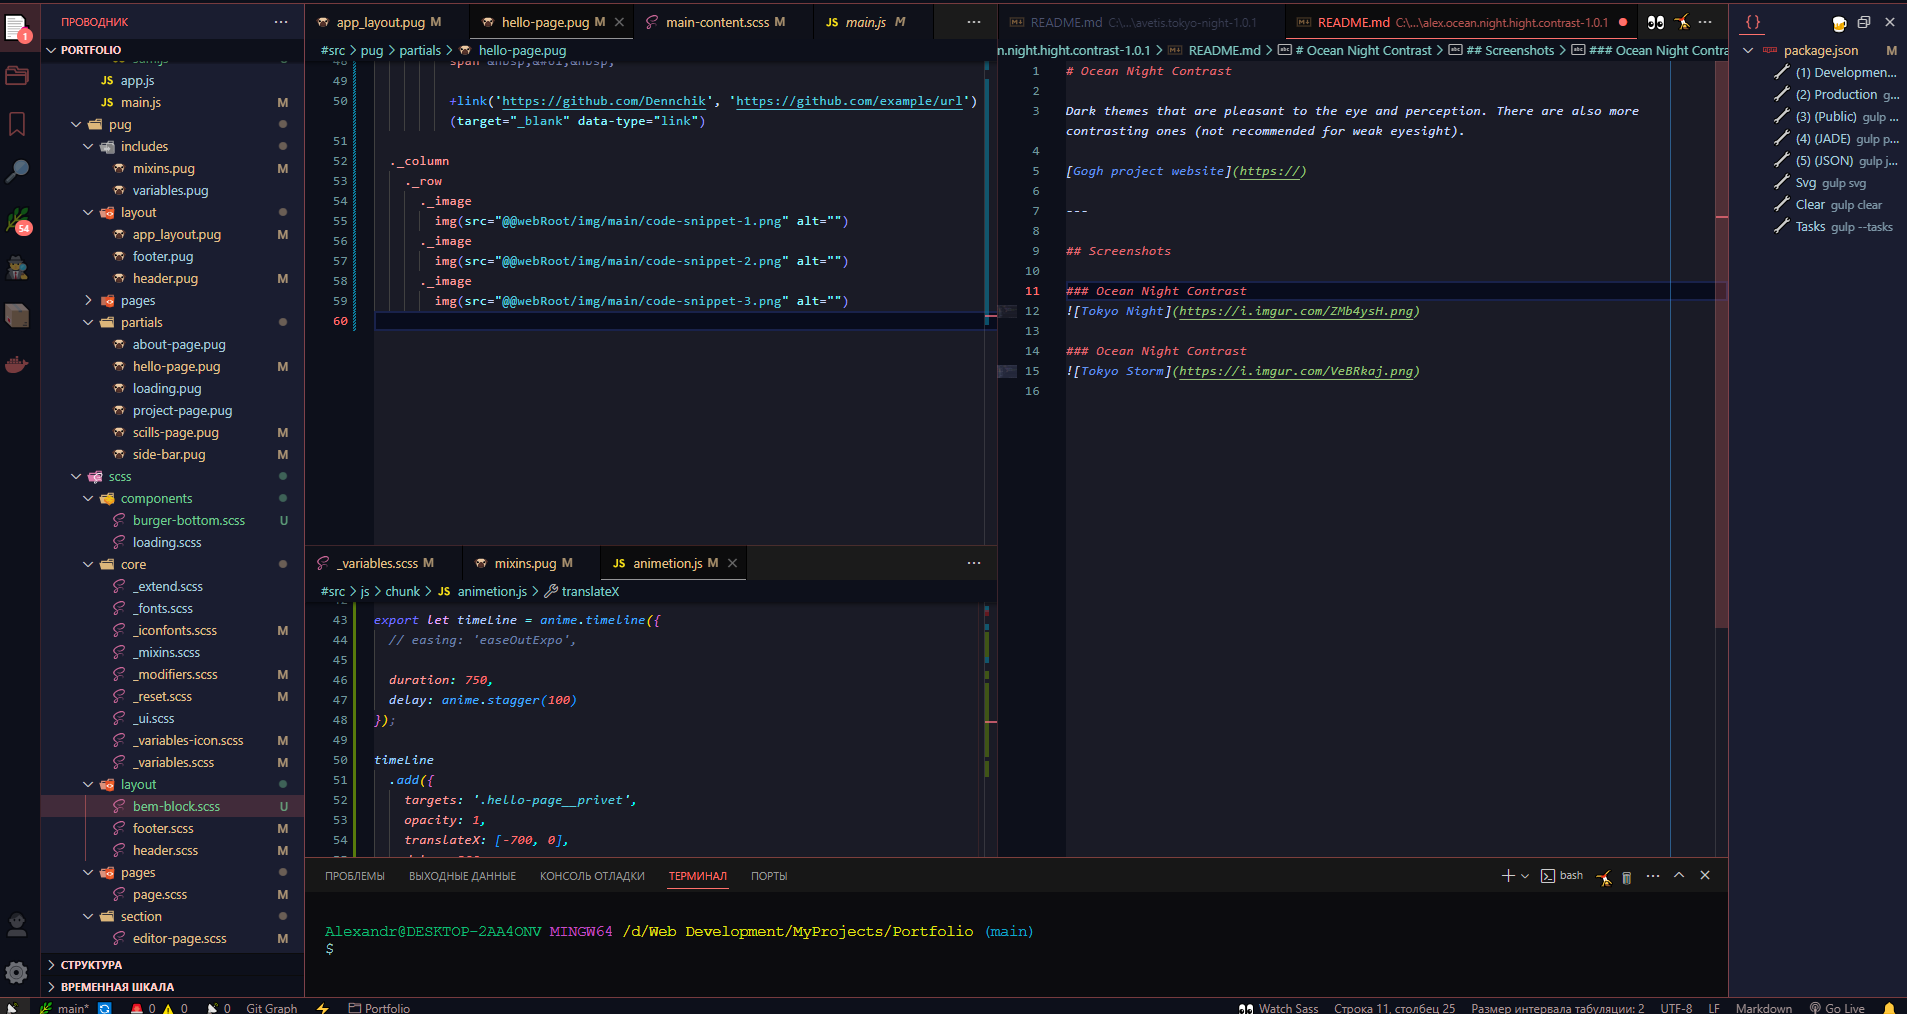 ПРОВОДНИК
PORTFOLIO
JS app.js
JS main.js M
pug
includes
mixins.pug M
variables.pug
layout
app_layout.pug M
footer.pug
header.pug M
pages
partials
about-page.pug
hello-page.pug M
loading.pug
project-page.pug
scills-page.pug M
side-bar.pug M
scss
components
burger-bottom.scss U
loading.scss
core
_extend.scss
_fonts.scss
_iconfonts.scss M
_mixins.scss
_modifiers.scss M
_reset.scss M
_ui.scss
_variables-icon.scss M
_variables.scss M
layout
bem-block.scss U
footer.scss M
header.scss M
pages
page.scss M
section
editor-page.scss M
СТРУКТУРА
ВРЕМЕННАЯ ШКАЛА
1
54
app_layout.pug M hello-page.pug M main-content.scss M JS main.js M
#src > pug > partials > hello-page.pug
49
50 +link('https://github.com/Dennchik', 'https://github.com/example/url')
(target="_blank" data-type="link")
51
52 ._column
53 ._row
54 ._image
55 img(src="@@webRoot/img/main/code-snippet-1.png" alt="")
56 ._image
57 img(src="@@webRoot/img/main/code-snippet-2.png" alt="")
58 ._image
59 img(src="@@webRoot/img/main/code-snippet-3.png" alt="")
60
_variables.scss M mixins.pug M JS animetion.js M
#src > js > chunk > JS animetion.js > translateX
43 export let timeline = anime.timeline({
44 // easing: 'easeOutExpo',
45
46 duration: 750,
47 delay: anime.stagger(100)
48 });
49
50 timeline
51 .add({
52 targets: '.hello-page__privet',
53 opacity: 1,
54 translateX: [-700, 0],
README.md C:\...\avetis.tokyo-night-1.0.1 README.md C:\...\alex.ocean.night.hight.contrast-1.0.1
n.night.hight.contrast-1.0.1 > README.md > # Ocean Night Contrast > ## Screenshots > ### Ocean Night Contra
1 # Ocean Night Contrast
2
3 Dark themes that are pleasant to the eye and perception. There are also more
contrasting ones (not recommended for weak eyesight).
4
5 [Gogh project website](https://)
6
7 ---
8
9 ## Screenshots
10
11 ### Ocean Night Contrast
12 ![Tokyo Night](https://i.imgur.com/ZMb4ysH.png)
13
14 ### Ocean Night Contrast
15 ![Tokyo Storm](https://i.imgur.com/VeBRkaj.png)
16
{}
package.json M
(1) Developmen...
(2) Production g...
(3) (Public) gulp ...
(4) (JADE) gulp p...
(5) (JSON) gulp j...
Svg gulp svg
Clear gulp clear
Tasks gulp --tasks
ПРОБЛЕМЫ ВЫХОДНЫЕ ДАННЫЕ КОНСОЛЬ ОТЛАДКИ ТЕРМИНАЛ ПОРТЫ
bash
Alexandr@DESKTOP-2AA4ONV MINGW64 /d/Web Development/MyProjects/Portfolio (main)
$
main* 0 0 0 Git Graph Portfolio
Watch Sass Строка 11, столбец 25 Размер интервала табуляции: 2 UTF-8 LF Markdown Go Live